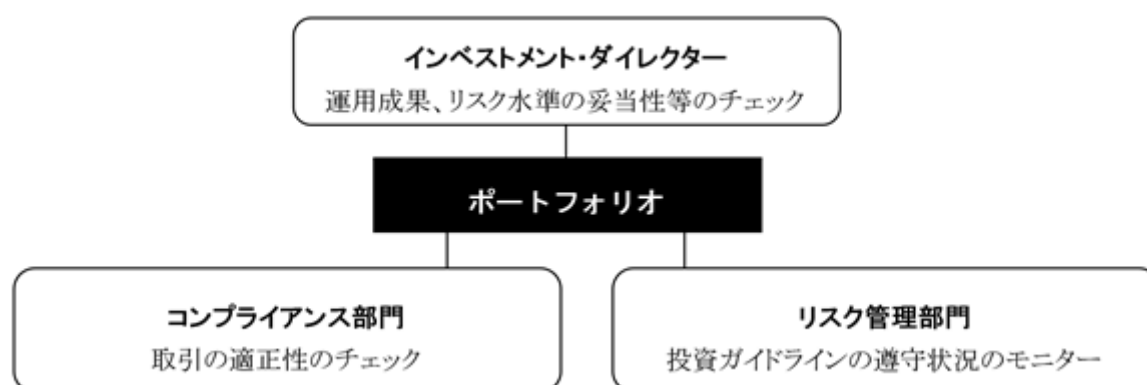 インベストメント・ダイレクター
運用成果、リスク水準の妥当性等のチェック
ポートフォリオ
コンプライアンス部門
取引の適正性のチェック
リスク管理部門
投資ガイドラインの遵守状況のモニター